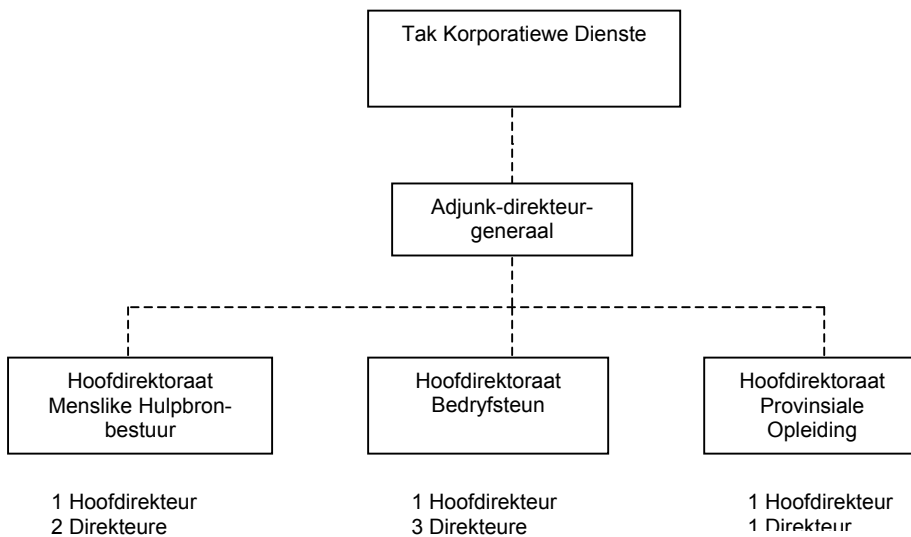 Tak Korporatiewe Dienste
Adjunk-direkteur-
generaal
Hoofdirektoraat
Menslike Hulpbron-
bestuur
Hoofdirektoraat
Bedryfsteun
Hoofdirektoraat
Provinsiale
Opleiding
1 Hoofdirekteur
2 Direkteure
1 Hoofdirekteur
3 Direkteure
1 Hoofdirekteur
1 Direkteur